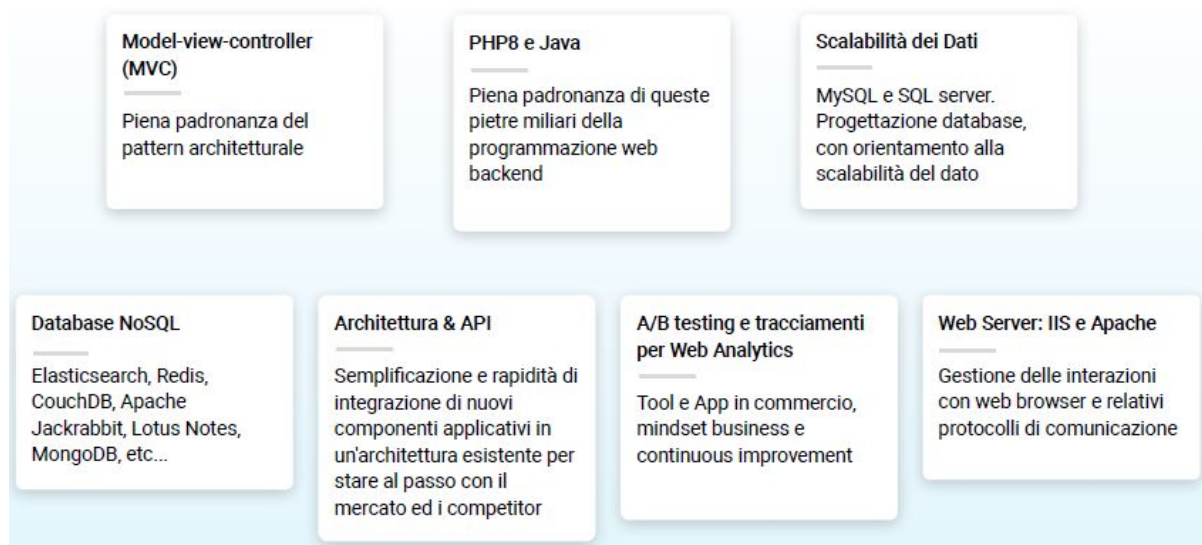 Model-view-controller
(MVC)
Piena padronanza del
pattern architetturale
PHP8 e Java
Piena padronanza di queste
pietre miliari della
programmazione web
backend
Scalabilità dei Dati
MySQL e SQL server.
Progettazione database,
con orientamento alla
scalabilità del dato
Database NoSQL
Elasticsearch, Redis,
CouchDB, Apache
Jackrabbit, Lotus Notes,
MongoDB, etc...
Architettura & API
Semplificazione e rapidità di
integrazione di nuovi
componenti applicativi in
un'architettura esistente per
stare al passo con il
mercato ed i competitor
A/B testing e tracciamenti
per Web Analytics
Tool e App in commercio,
mindset business e
continuous improvement
Web Server: IIS e Apache
Gestione delle interazioni
con web browser e relativi
protocolli di comunicazione